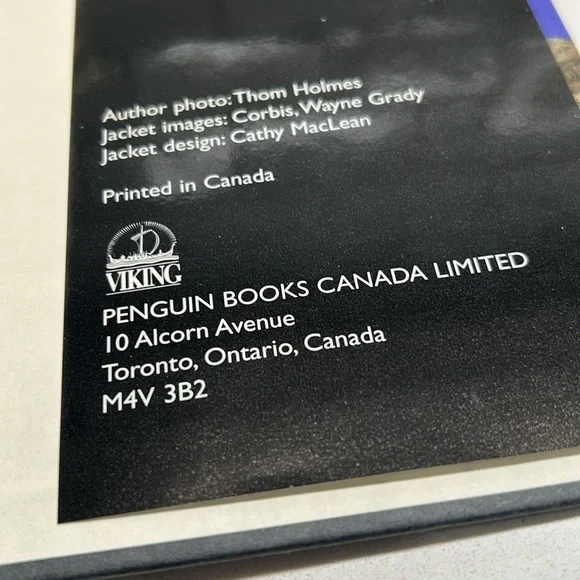 Author photo: Thom Holmes
Jacket images: Corbis, Wayne Grady
Jacket design: Cathy MacLean
Printed in Canada
VIKING
PENGUIN BOOKS CANADA LIMITED
10 Alcorn Avenue
Toronto, Ontario, Canada
M4V 3B2